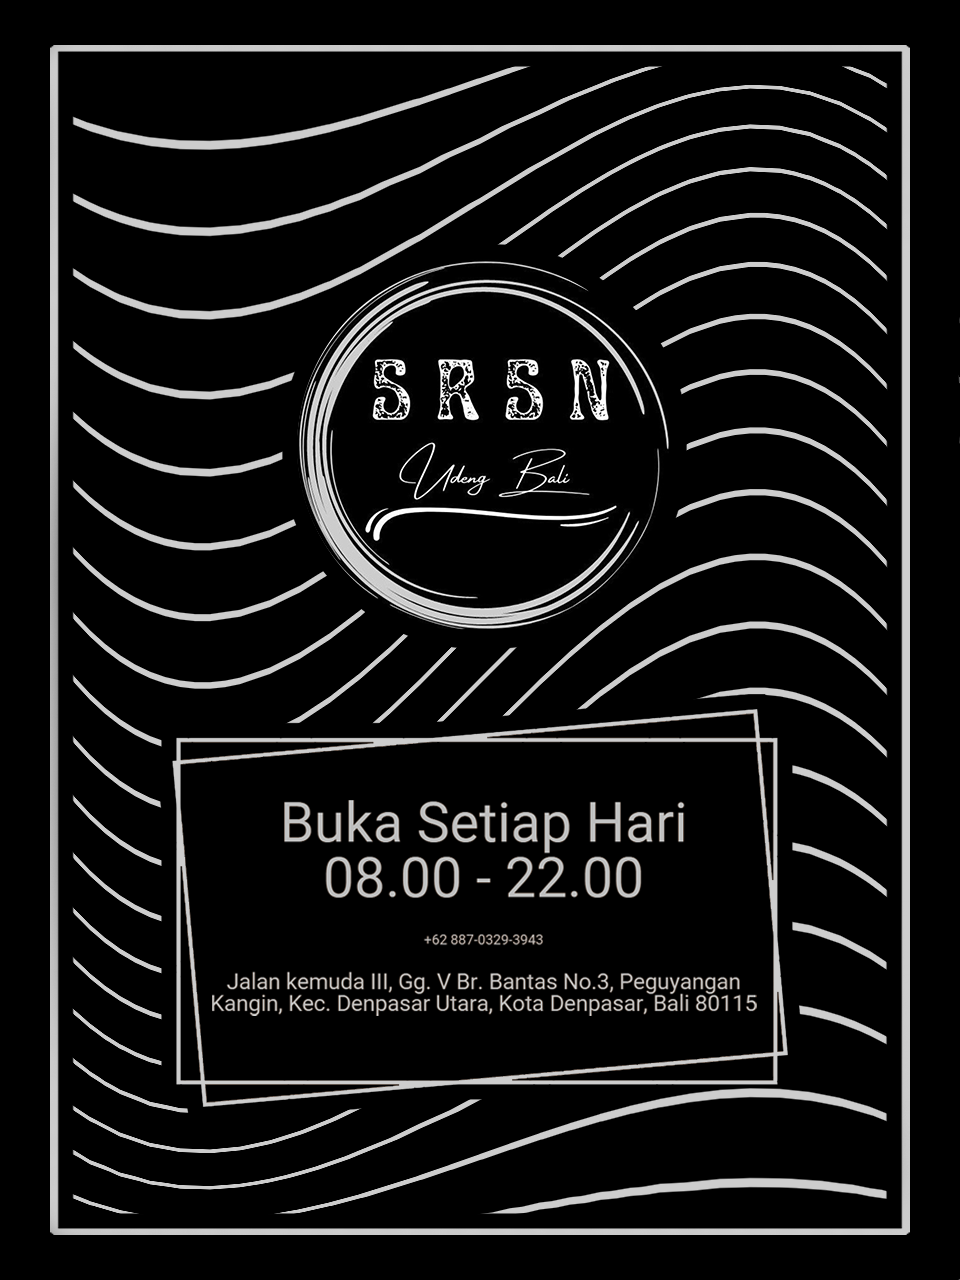 SRSN
Udeng Bali
Buka Setiap Hari
08.00 - 22.00
+62 887-0329-3943
Jalan kemuda III, Gg. V Br. Bantas No.3, Peguyangan
Kangin, Kec. Denpasar Utara, Kota Denpasar, Bali 80115